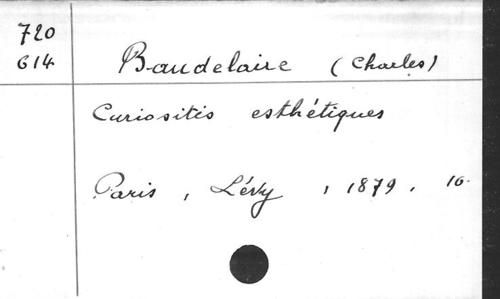 720
614
Baudelaire (Charles)
Curiosités esthétiques
Paris, Lévy, 1879. 16.